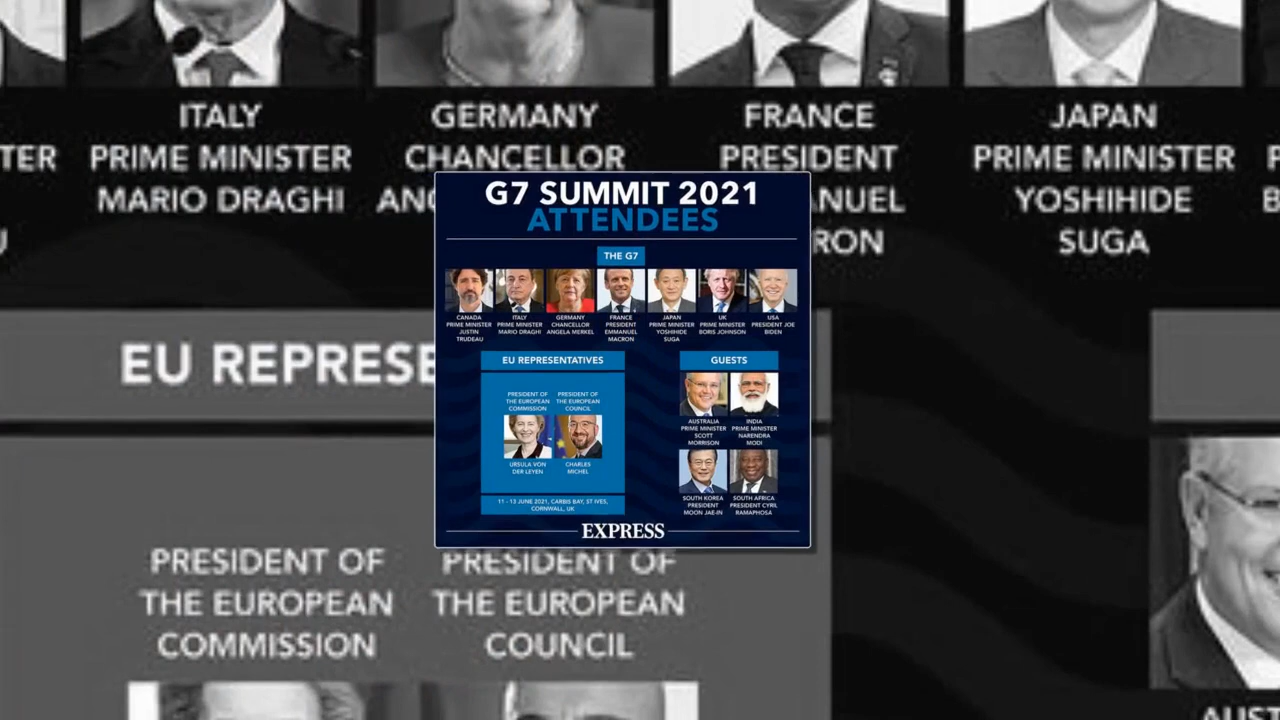 ITALY
PRIME MINISTER
MARIO DRAGHI
GERMANY
CHANCELLOR
FRANCE
PRESIDENT
JAPAN
PRIME MINISTER
YOSHIHIDE
SUGA
G7 SUMMIT 2021
ATTENDEES
THE G7
CANADA
PRIME MINISTER
JUSTIN
TRUDEAU
ITALY
PRIME MINISTER
MARIO DRAGHI
GERMANY
CHANCELLOR
ANGELA MERKEL
FRANCE
PRESIDENT
EMMANUEL
MACRON
JAPAN
PRIME MINISTER
YOSHIHIDE
SUGA
UK
PRIME MINISTER
BORIS JOHNSON
USA
PRESIDENT JOE
BIDEN
EU REPRESENTATIVES
PRESIDENT OF
THE EUROPEAN
COMMISSION
PRESIDENT OF
THE EUROPEAN
COUNCIL
URSULA VON
DER LEYEN
CHARLES
MICHEL
11 - 13 JUNE 2021, CARBIS BAY, ST IVES,
CORNWALL, UK
GUESTS
AUSTRALIA
PRIME MINISTER
SCOTT
MORRISON
INDIA
PRIME MINISTER
NARENDRA
MODI
SOUTH KOREA
PRESIDENT
MOON JAE-IN
SOUTH AFRICA
PRESIDENT CYRIL
RAMAPHOSA
EXPRESS
EU REPRESE
PRESIDENT OF
THE EUROPEAN
COMMISSION
PRESIDENT OF
THE EUROPEAN
COUNCIL